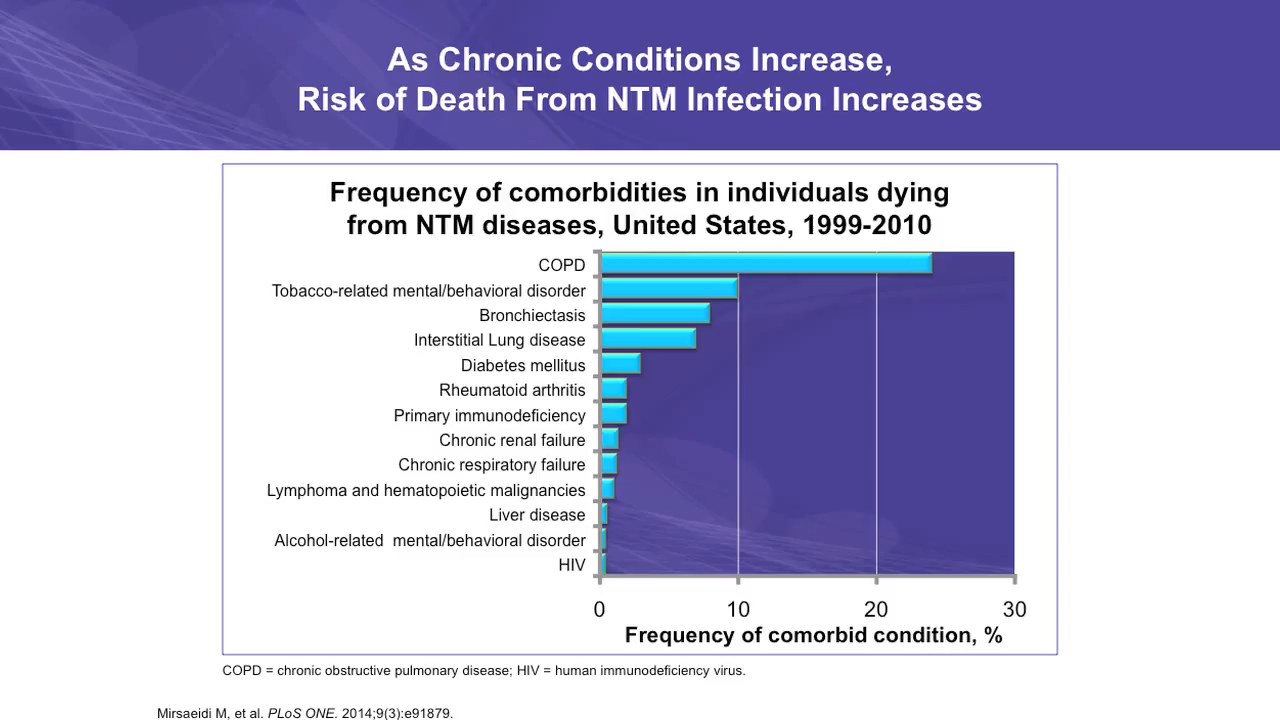 As Chronic Conditions Increase,
Risk of Death From NTM Infection Increases
Frequency of comorbidities in individuals dying
from NTM diseases, United States, 1999-2010
COPD
Tobacco-related mental/behavioral disorder
Bronchiectasis
Interstitial Lung disease
Diabetes mellitus
Rheumatoid arthritis
Primary immunodeficiency
Chronic renal failure
Chronic respiratory failure
Lymphoma and hematopoietic malignancies
Liver disease
Alcohol-related  mental/behavioral disorder
HIV
0 10 20 30
Frequency of comorbid condition, %
COPD = chronic obstructive pulmonary disease; HIV = human immunodeficiency virus.
Mirsaeidi M, et al. PLoS ONE. 2014;9(3):e91879.